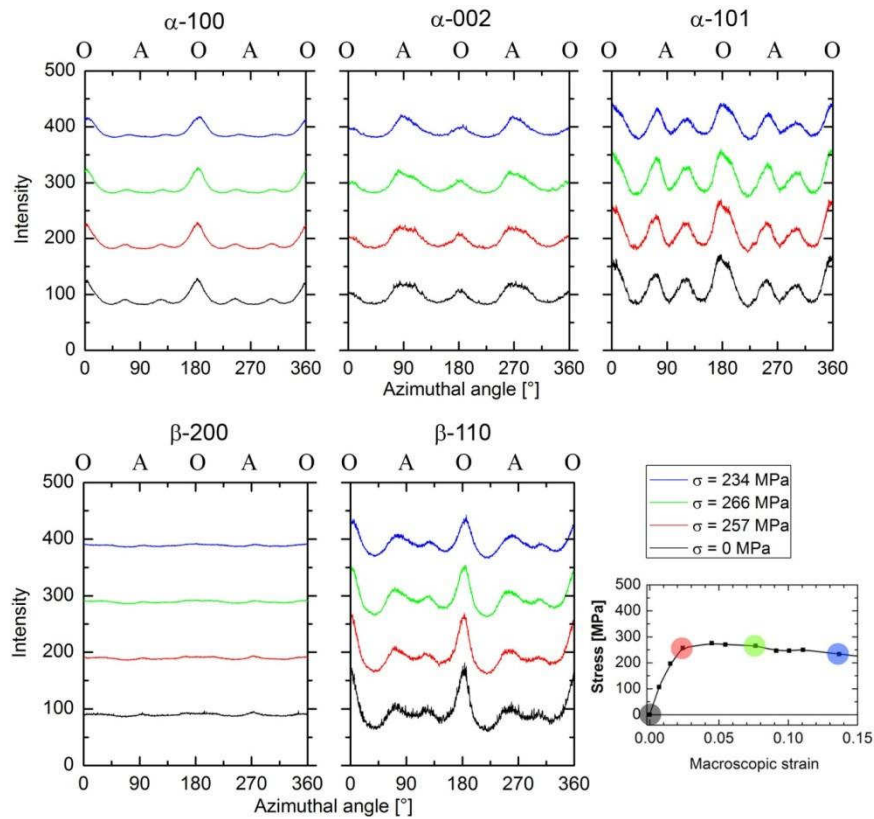 α-100 α-002 α-101
O A O A O O A O A O O A O A O
500
400
300
200
100
0
Intensity
0 90 180 270 360 0 90 180 270 360 0 90 180 270 360
Azimuthal angle [°]
β-200 β-110
O A O A O O A O A O
500
400
300
200
100
0
Intensity
0 90 180 270 360 0 90 180 270 360
Azimuthal angle [°]
σ = 234 MPa
σ = 266 MPa
σ = 257 MPa
σ = 0 MPa
500
400
300
200
100
0
Stress [MPa]
0.00 0.05 0.10 0.15
Macroscopic strain